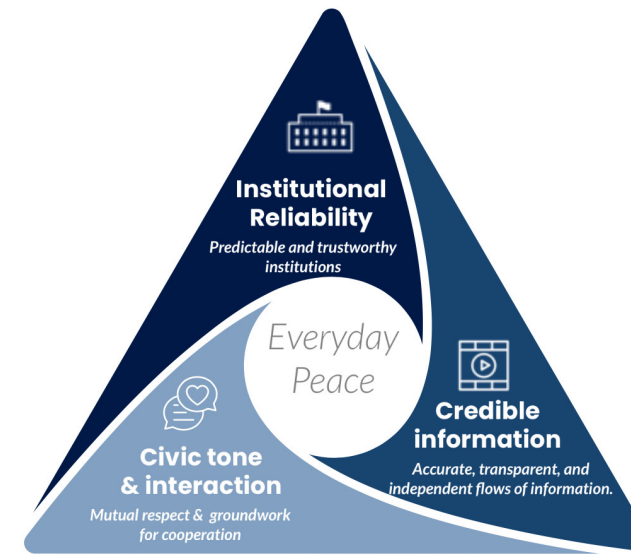 Institutional
Reliability
Predictable and trustworthy
institutions
Everyday
Peace
Credible
information
Accurate, transparent, and
independent flows of information.
Civic tone
& interaction
Mutual respect & groundwork
for cooperation